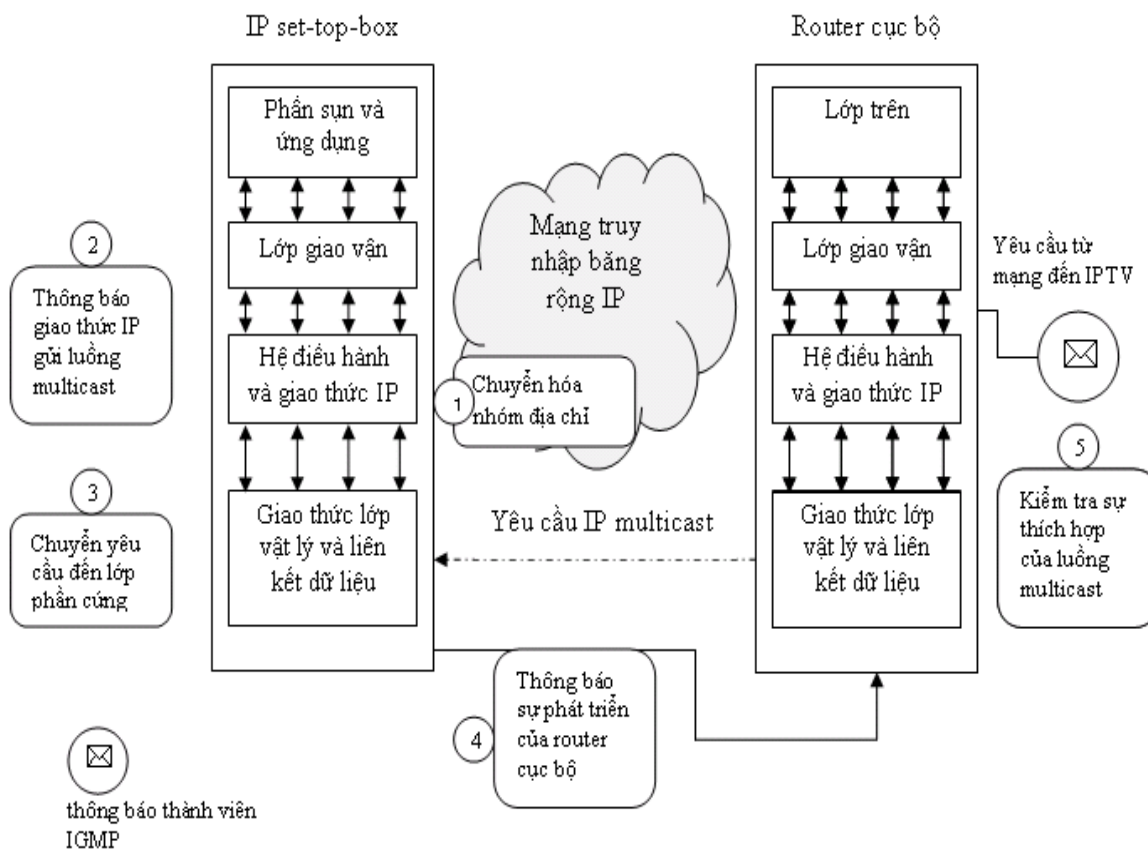 IP set-top-box
Router cục bộ
Phần sụn và
ứng dụng
Lớp giao vận
Hệ điều hành
và giao thức IP
Giao thức lớp
vật lý và liên
kết dữ liệu
2
Thông báo
giao thức IP
gửi luồng
multicast
3
Chuyển yêu
cầu đến lớp
phần cứng
Mạng truy
nhập băng
rộng IP
1
Chuyển hóa
nhóm địa chỉ
Yêu cầu IP multicast
Lớp trên
Lớp giao vận
Hệ điều hành
và giao thức IP
Giao thức lớp
vật lý và liên
kết dữ liệu
Yêu cầu từ
mạng đến IPTV
5
Kiểm tra sự
thích hợp
của luồng
multicast
4
Thông báo
sự phát triển
của router
cục bộ
thông báo thành viên
IGMP